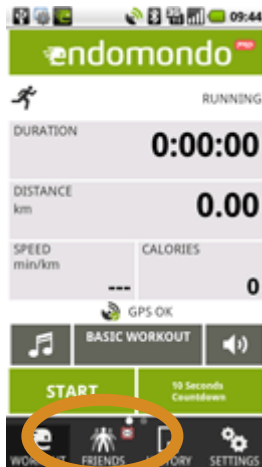 09:44
endomondo PRO
RUNNING
DURATION
0:00:00
DISTANCE
km
0.00
SPEED
min/km
---
CALORIES
0
GPS OK
BASIC WORKOUT
START
10 Seconds
Countdown
FRIENDS
SETTINGS